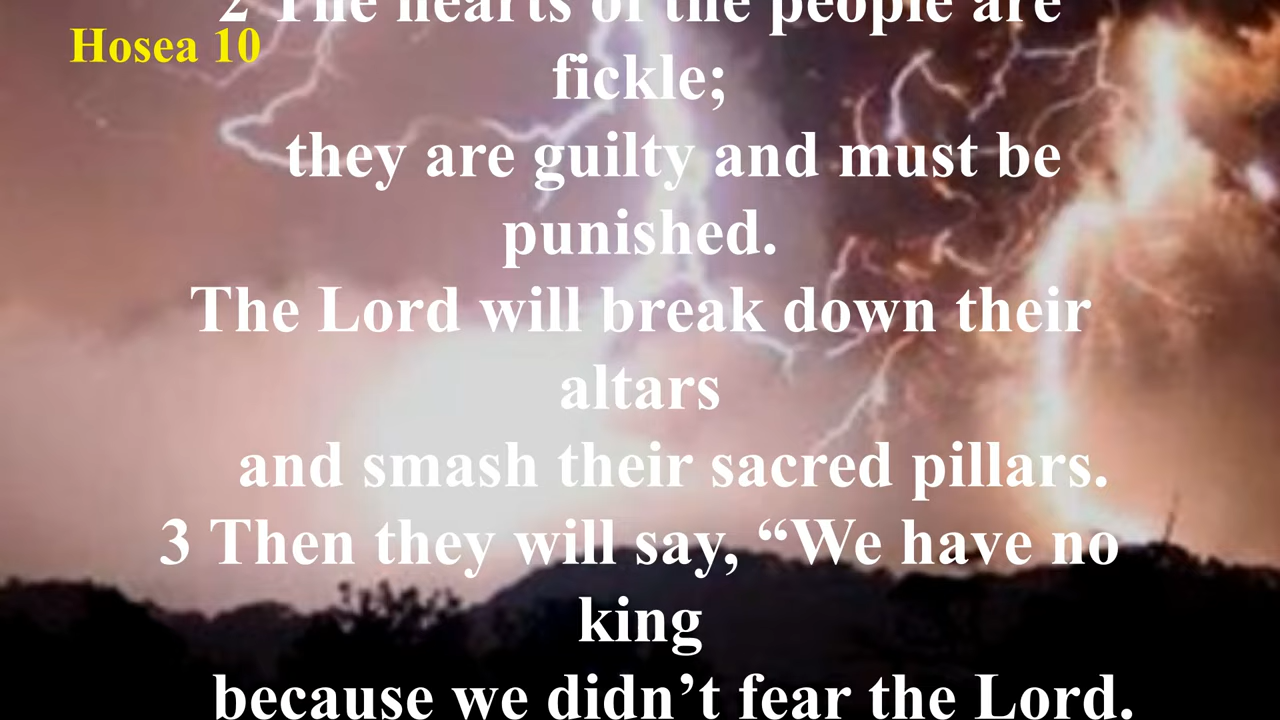 2 The hearts of the people are
Hosea 10
fickle;
they are guilty and must be
punished.
The Lord will break down their
altars
and smash their sacred pillars.
3 Then they will say, “We have no
king
because we didn’t fear the Lord.